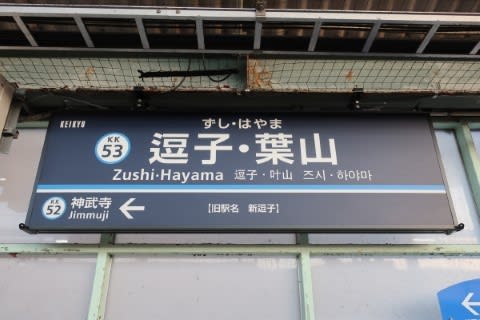 KEIKYU
KK
53
ずし・はやま
逗子・葉山
Zushi·Hayama 逗子・叶山 즈시・하야마
KK
52
神武寺
Jimmuji
←
【旧駅名 新逗子】
←